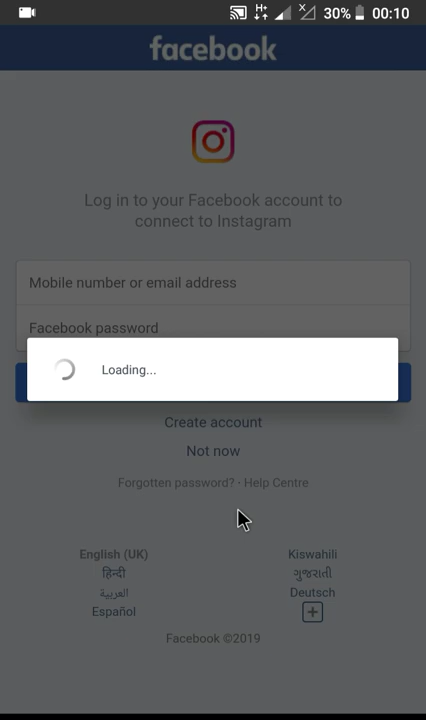 H+ X 30% 00:10
facebook
Log in to your Facebook account to
connect to Instagram
Mobile number or email address
Facebook password
Loading...
Create account
Not now
Forgotten password? · Help Centre
English (UK) Kiswahili
हिन्दी ગુજરાતી
العربية Deutsch
Español
Facebook ©2019